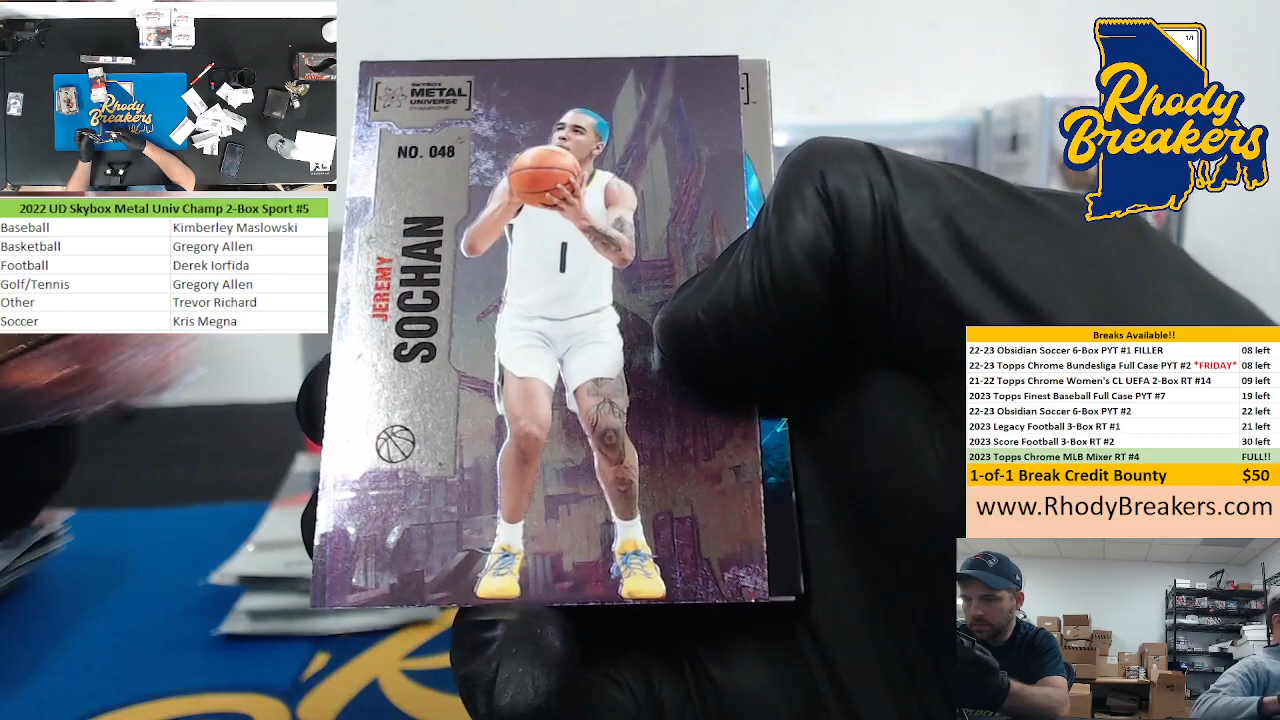 Rhody
Breakers
2022 UD Skybox Metal Univ Champ 2-Box Sport #5
Baseball Kimberley Maslowski
Basketball Gregory Allen
Football Derek Iorfida
Golf/Tennis Gregory Allen
Other Trevor Richard
Soccer Kris Megna
SKYBOX
METAL
UNIVERSE
CHAMPIONS
NO. 048
JEREMY
SOCHAN
1
1/1
Rhody
Breakers
Breaks Available!!
22-23 Obsidian Soccer 6-Box PYT #1 FILLER 08 left
22-23 Topps Chrome Bundesliga Full Case PYT #2 *FRIDAY* 08 left
21-22 Topps Chrome Women's CL UEFA 2-Box RT #14 09 left
2023 Topps Finest Baseball Full Case PYT #7 19 left
22-23 Obsidian Soccer 6-Box PYT #2 22 left
2023 Legacy Football 3-Box RT #1 21 left
2023 Score Football 3-Box RT #2 30 left
2023 Topps Chrome MLB Mixer RT #4 FULL!!
1-of-1 Break Credit Bounty $50
www.RhodyBreakers.com